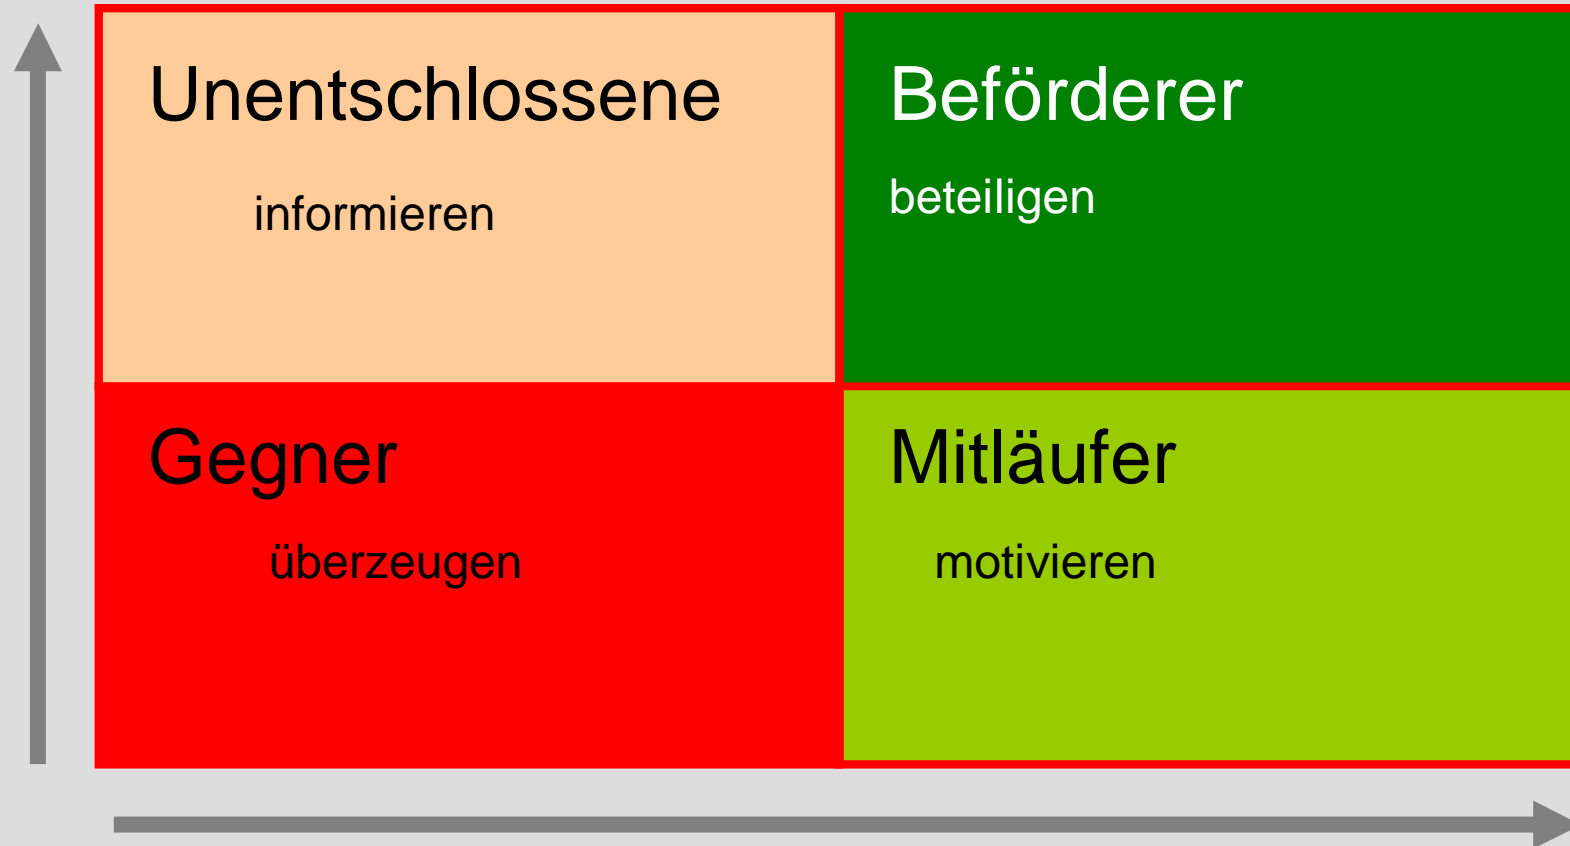 Unentschlossene
informieren
Beförderer
beteiligen
Gegner
überzeugen
Mitläufer
motivieren